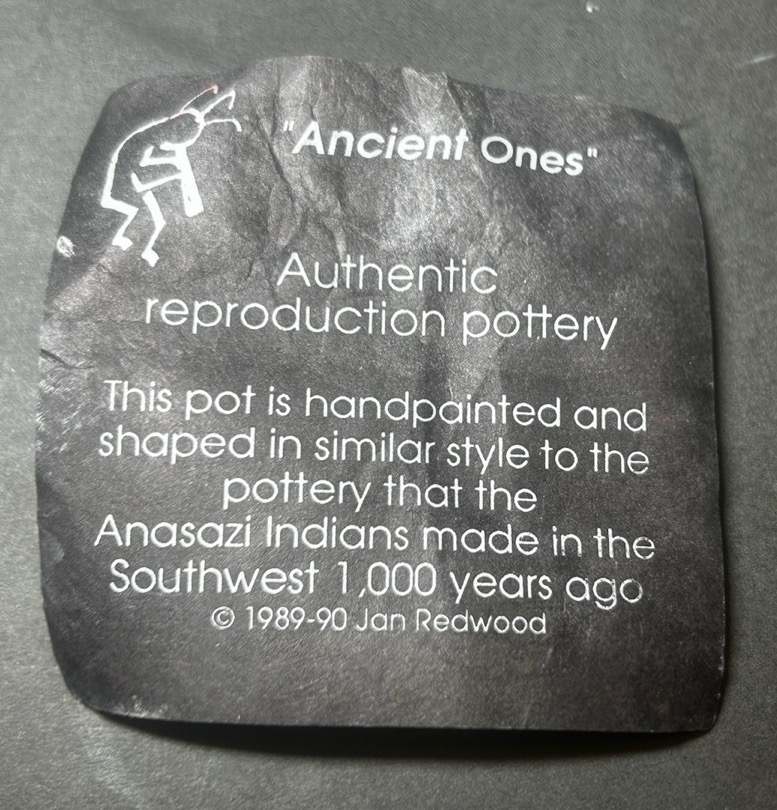 "Ancient Ones"
Authentic
reproduction pottery
This pot is handpainted and
shaped in similar style to the
pottery that the
Anasazi Indians made in the
Southwest 1,000 years ago
© 1989-90 Jan Redwood